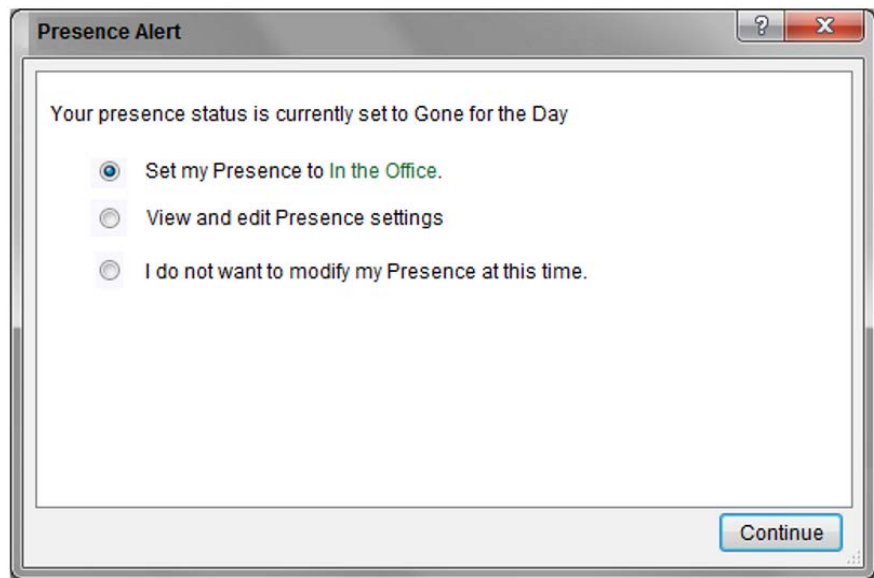 Presence Alert
Your presence status is currently set to Gone for the Day
Set my Presence to In the Office.
View and edit Presence settings
I do not want to modify my Presence at this time.
Continue